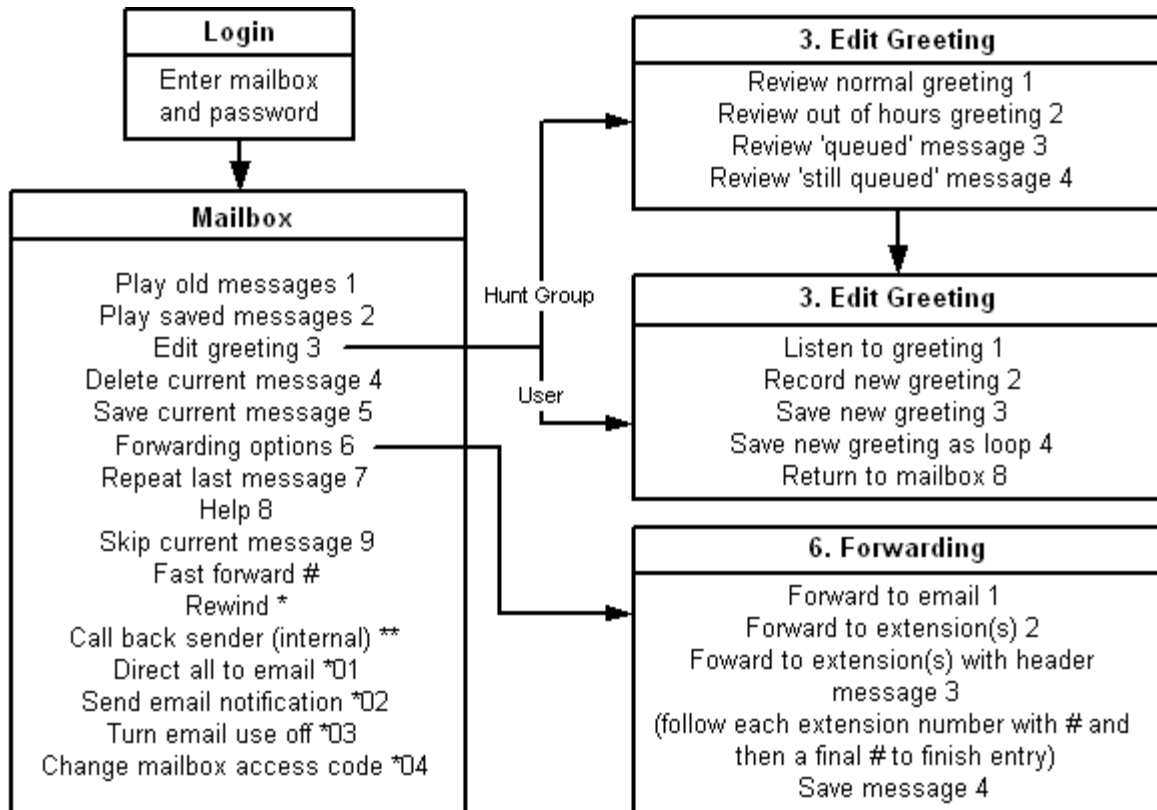 Login
Enter mailbox
and password
Mailbox
Play old messages 1
Play saved messages 2
Edit greeting 3
Delete current message 4
Save current message 5
Forwarding options 6
Repeat last message 7
Help 8
Skip current message 9
Fast forward #
Rewind *
Call back sender (internal) **
Direct all to email *01
Send email notification *02
Turn email use off *03
Change mailbox access code *04
Hunt Group
User
3. Edit Greeting
Review normal greeting 1
Review out of hours greeting 2
Review 'queued' message 3
Review 'still queued' message 4
3. Edit Greeting
Listen to greeting 1
Record new greeting 2
Save new greeting 3
Save new greeting as loop 4
Return to mailbox 8
6. Forwarding
Forward to email 1
Forward to extension(s) 2
Foward to extension(s) with header
message 3
(follow each extension number with # and
then a final # to finish entry)
Save message 4